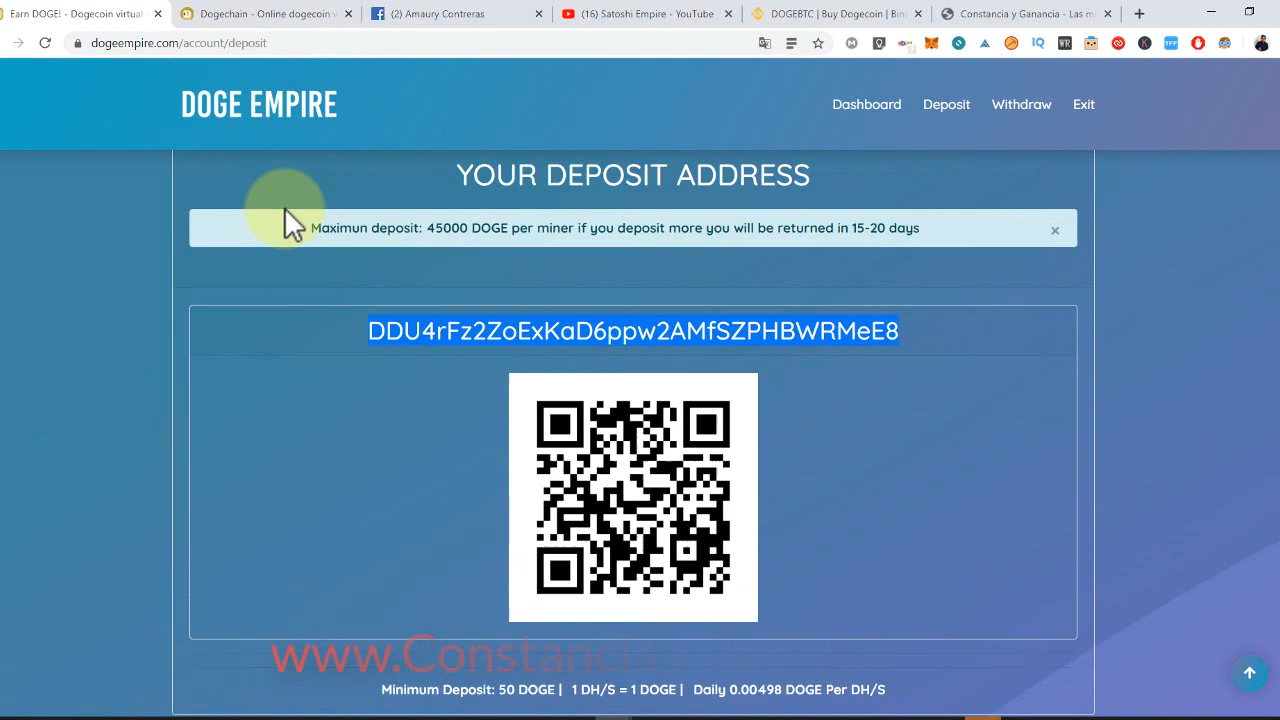 Earn DOGE! - Dogecoin virtual
Dogechain - Online dogecoin w
(2) Amaury Contreras
(16) Satoshi Empire - YouTube
DOGEBTC | Buy Dogecoin | Bin
Constancia y Ganancia - Las m
dogeempire.com/account/deposit
DOGE EMPIRE
Dashboard
Deposit
Withdraw
Exit
YOUR DEPOSIT ADDRESS
Maximun deposit: 45000 DOGE per miner if you deposit more you will be returned in 15-20 days
DDU4rFz2ZoExKaD6ppw2AMfSZPHBWRMeE8
www.Constancia
Minimum Deposit: 50 DOGE | 1 DH/S = 1 DOGE | Daily 0.00498 DOGE Per DH/S